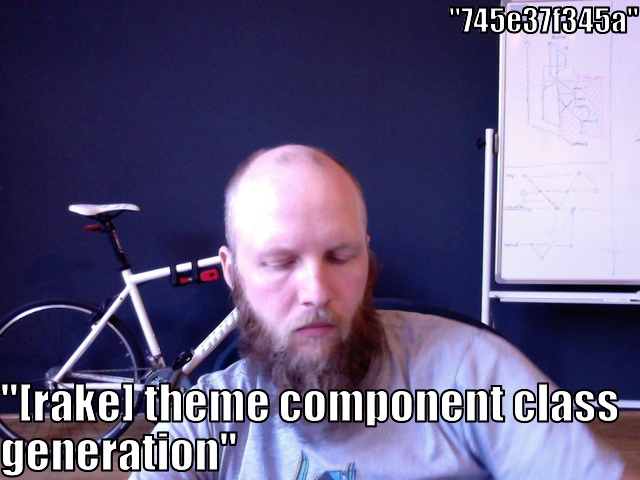 "745e37f345a"
"[rake] theme component class
generation"